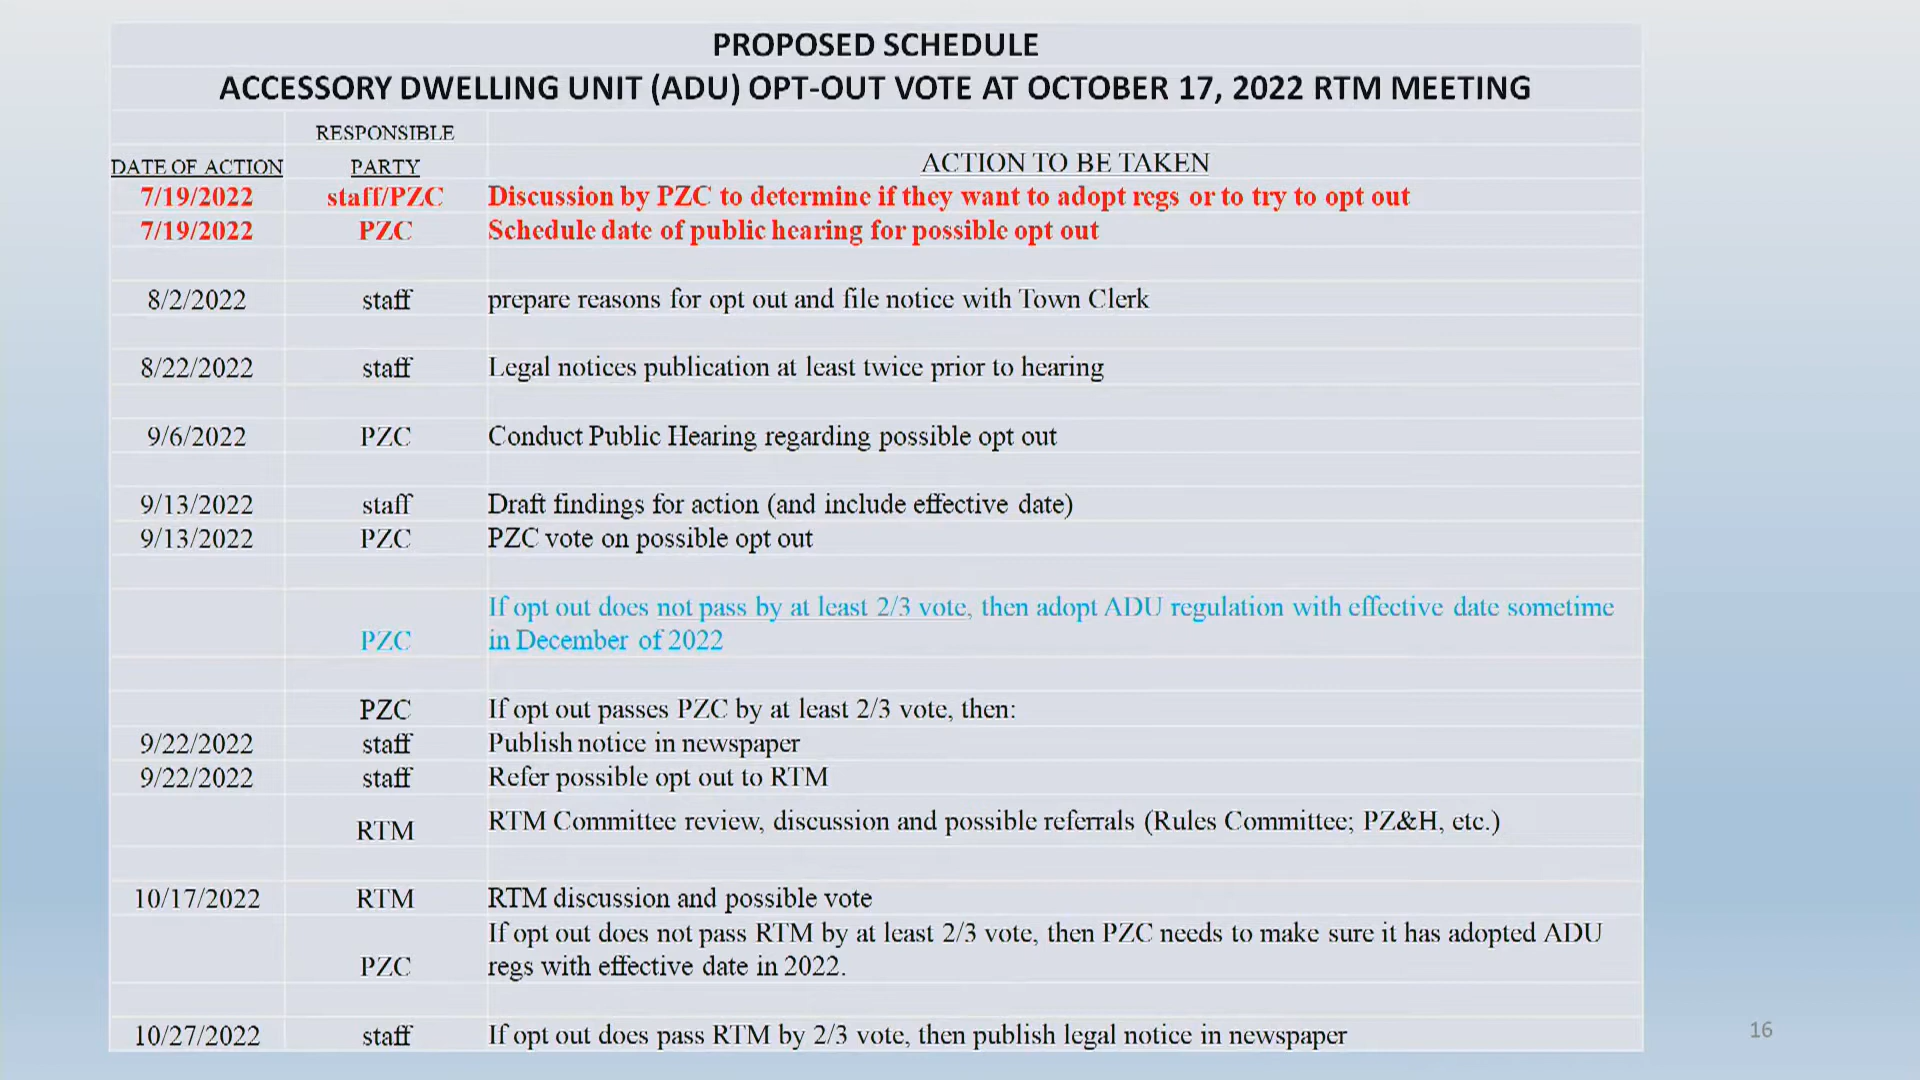 PROPOSED SCHEDULE
ACCESSORY DWELLING UNIT (ADU) OPT-OUT VOTE AT OCTOBER 17, 2022 RTM MEETING
RESPONSIBLE
DATE OF ACTION PARTY ACTION TO BE TAKEN
7/19/2022 staff/PZC Discussion by PZC to determine if they want to adopt regs or to try to opt out
7/19/2022 PZC Schedule date of public hearing for possible opt out
8/2/2022 staff prepare reasons for opt out and file notice with Town Clerk
8/22/2022 staff Legal notices publication at least twice prior to hearing
9/6/2022 PZC Conduct Public Hearing regarding possible opt out
9/13/2022 staff Draft findings for action (and include effective date)
9/13/2022 PZC PZC vote on possible opt out
If opt out does not pass by at least 2/3 vote, then adopt ADU regulation with effective date sometime
PZC in December of 2022
PZC If opt out passes PZC by at least 2/3 vote, then:
9/22/2022 staff Publish notice in newspaper
9/22/2022 staff Refer possible opt out to RTM
RTM RTM Committee review, discussion and possible referrals (Rules Committee; PZ&H, etc.)
10/17/2022 RTM RTM discussion and possible vote
If opt out does not pass RTM by at least 2/3 vote, then PZC needs to make sure it has adopted ADU
PZC regs with effective date in 2022.
10/27/2022 staff If opt out does pass RTM by 2/3 vote, then publish legal notice in newspaper
16